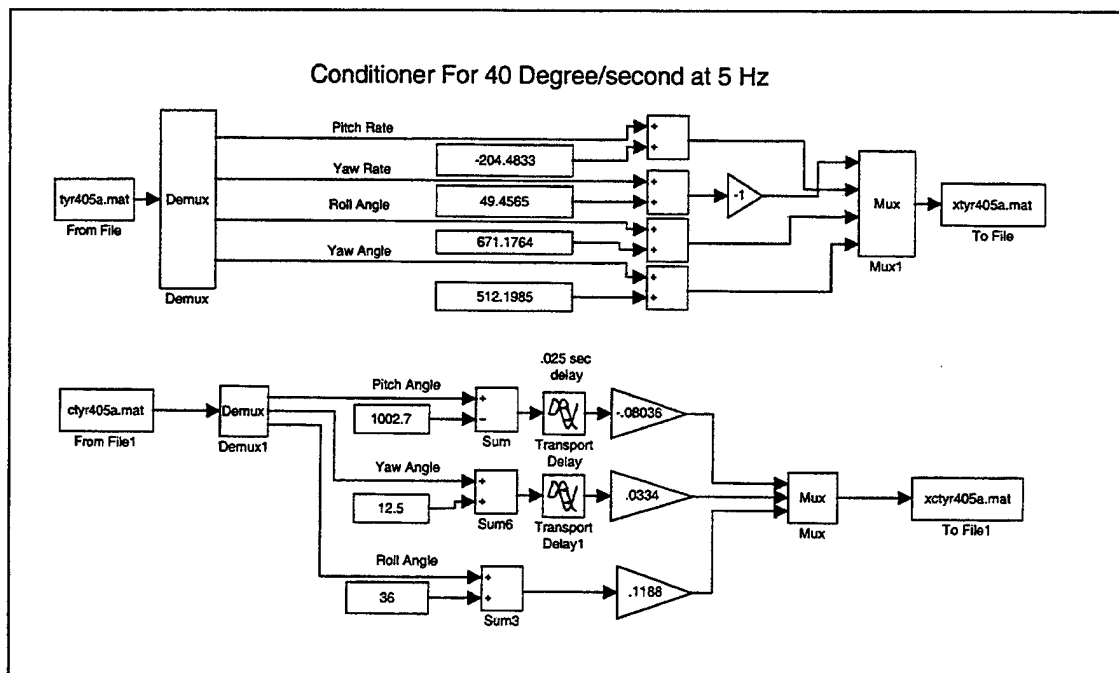 Conditioner For 40 Degree/second at 5 Hz
Pitch Rate
+
+
-204.4833
Yaw Rate
+
+
49.4565
-1
Roll Angle
+
+
671.1764
Yaw Angle
+
+
512.1985
tyr405a.mat
From File
Demux
Demux
Mux
Mux1
xtyr405a.mat
To File
.025 sec
delay
Pitch Angle
+
−
1002.7
Sum
Transport
Delay
-.08036
ctyr405a.mat
From File1
Demux
Demux1
Yaw Angle
+
+
12.5
Sum6
Transport
Delay1
.0334
Mux
Mux
xctyr405a.mat
To File1
Roll Angle
+
+
36
Sum3
.1188